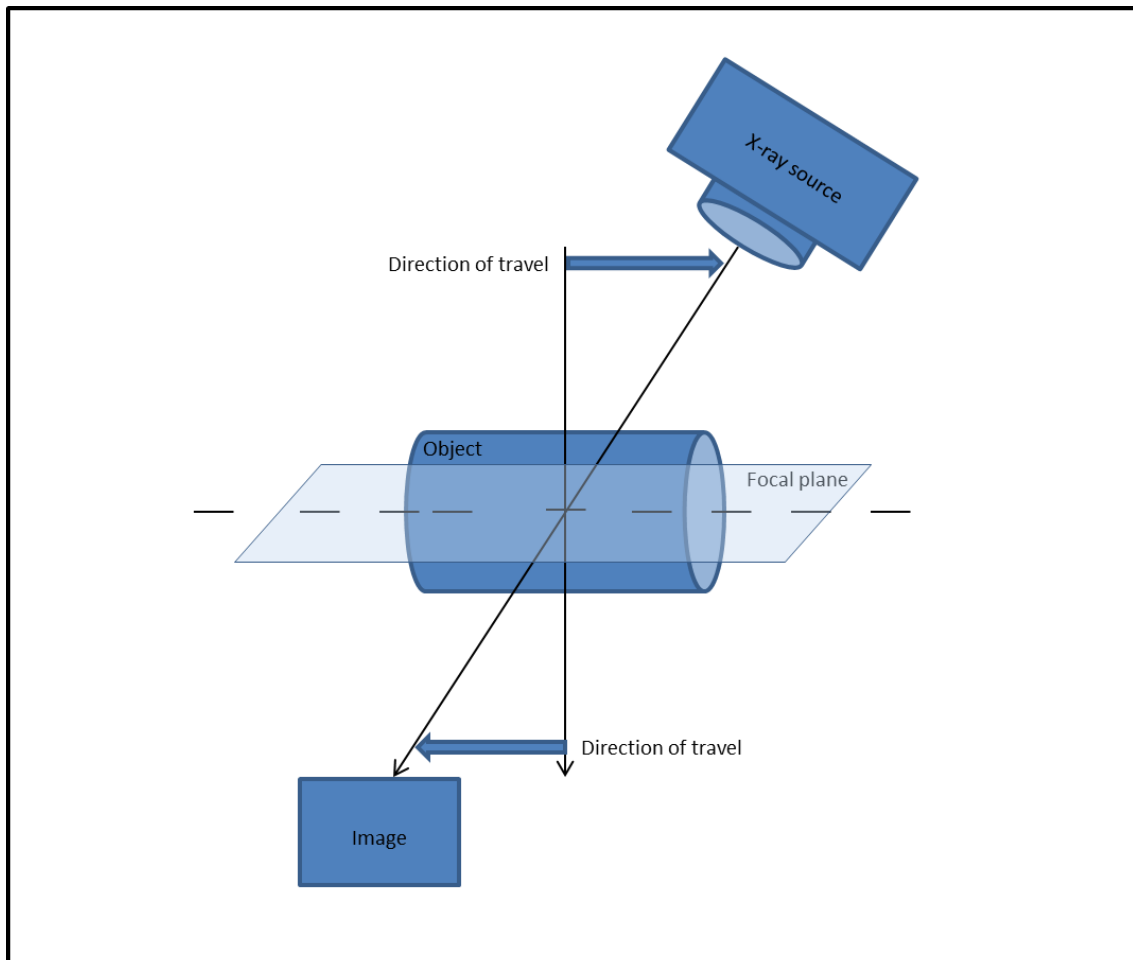 X-ray source
Direction of travel
Object
Focal plane
Direction of travel
Image